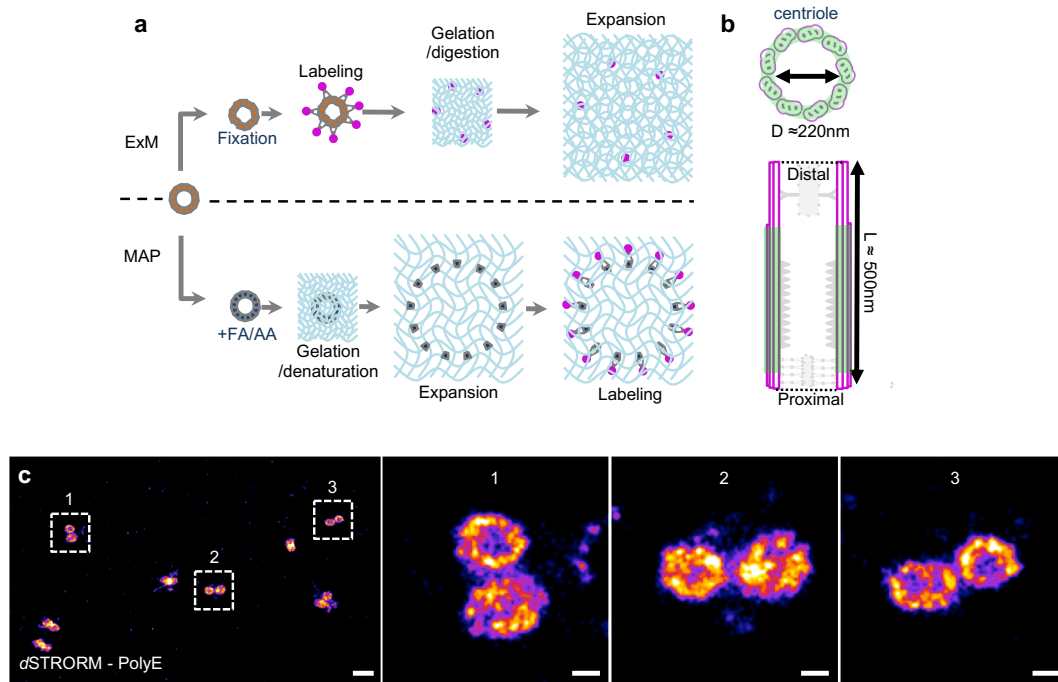 a
ExM
Fixation
Labeling
Gelation
/digestion
Expansion
MAP
+FA/AA
Gelation
/denaturation
Expansion
Labeling
b
centriole
D ≈220nm
Distal
L ≈ 500nm
Proximal
c
1
2
3
dSTRORM - PolyE
1
2
3